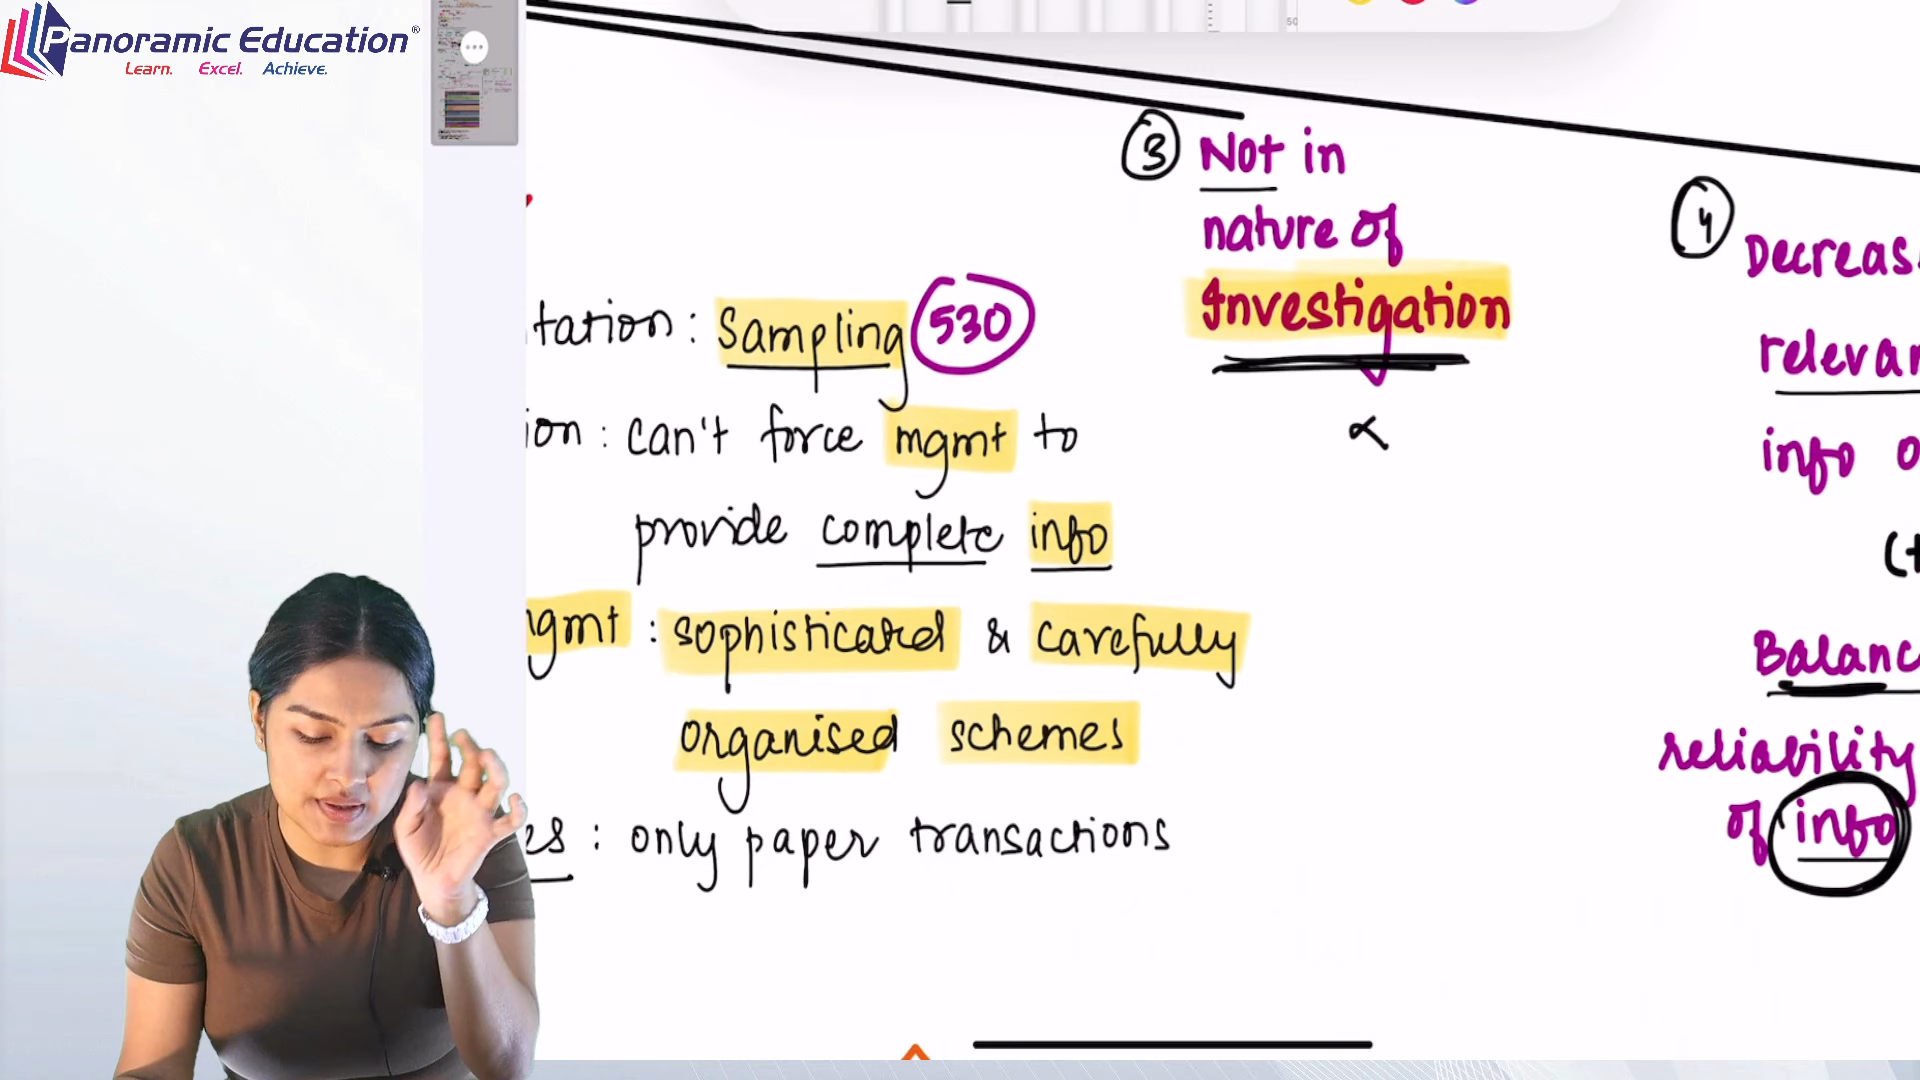 Panoramic Education®
Learn. Excel. Achieve.
50
③ Not in
nature of
Investigation
④
Decreas
relevan
info o
(t
Balanc
reliability
of info
tation : Sampling 530
ion : can't force mgmt to
provide complete info
gmt : sophisticated & carefully
organised schemes
es : only paper transactions